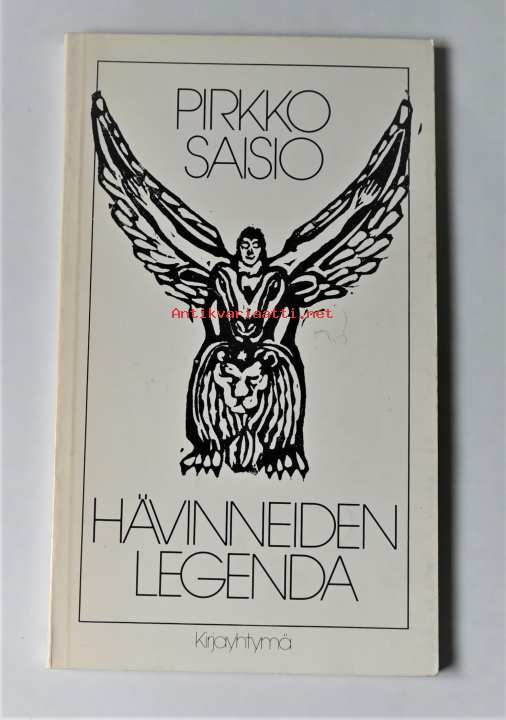 PIRKKO
SAISIO
Antikvariaatti.net
HÄVINNEIDEN
LEGENDA
Kirjayhtymä